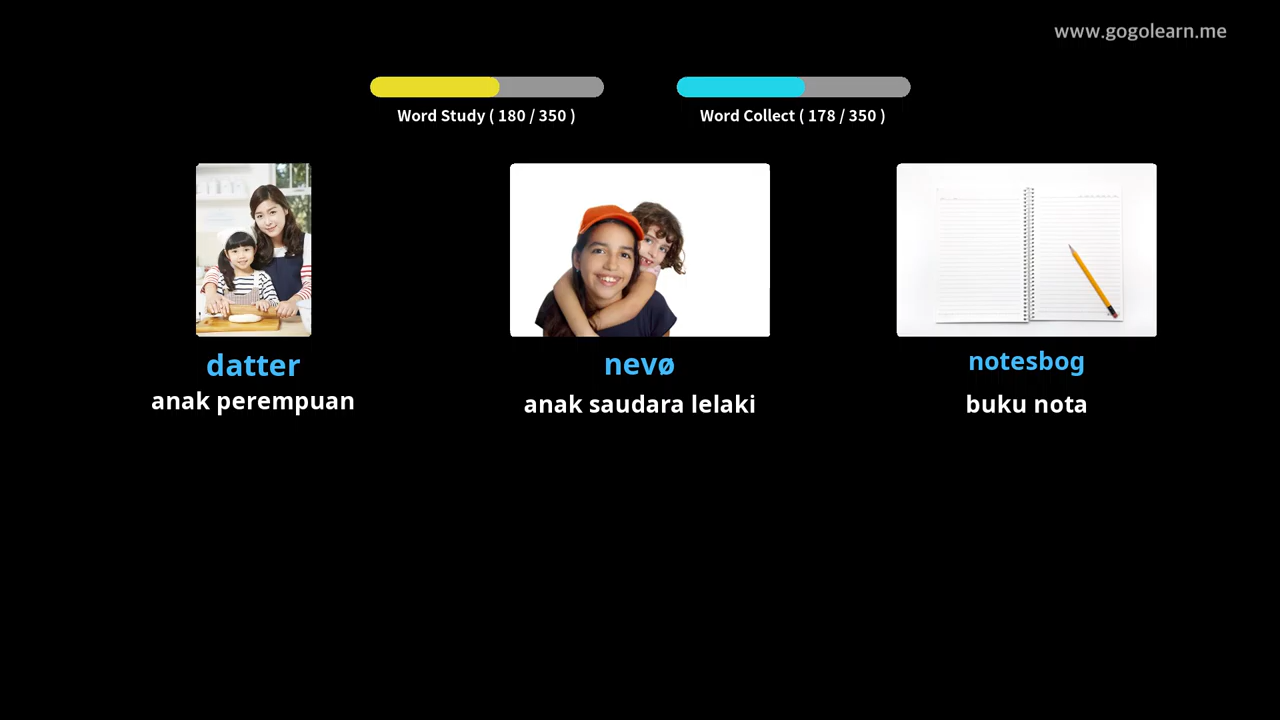 www.gogolearn.me
Word Study ( 180 / 350 )
Word Collect ( 178 / 350 )
datter
anak perempuan
nevø
anak saudara lelaki
notesbog
buku nota